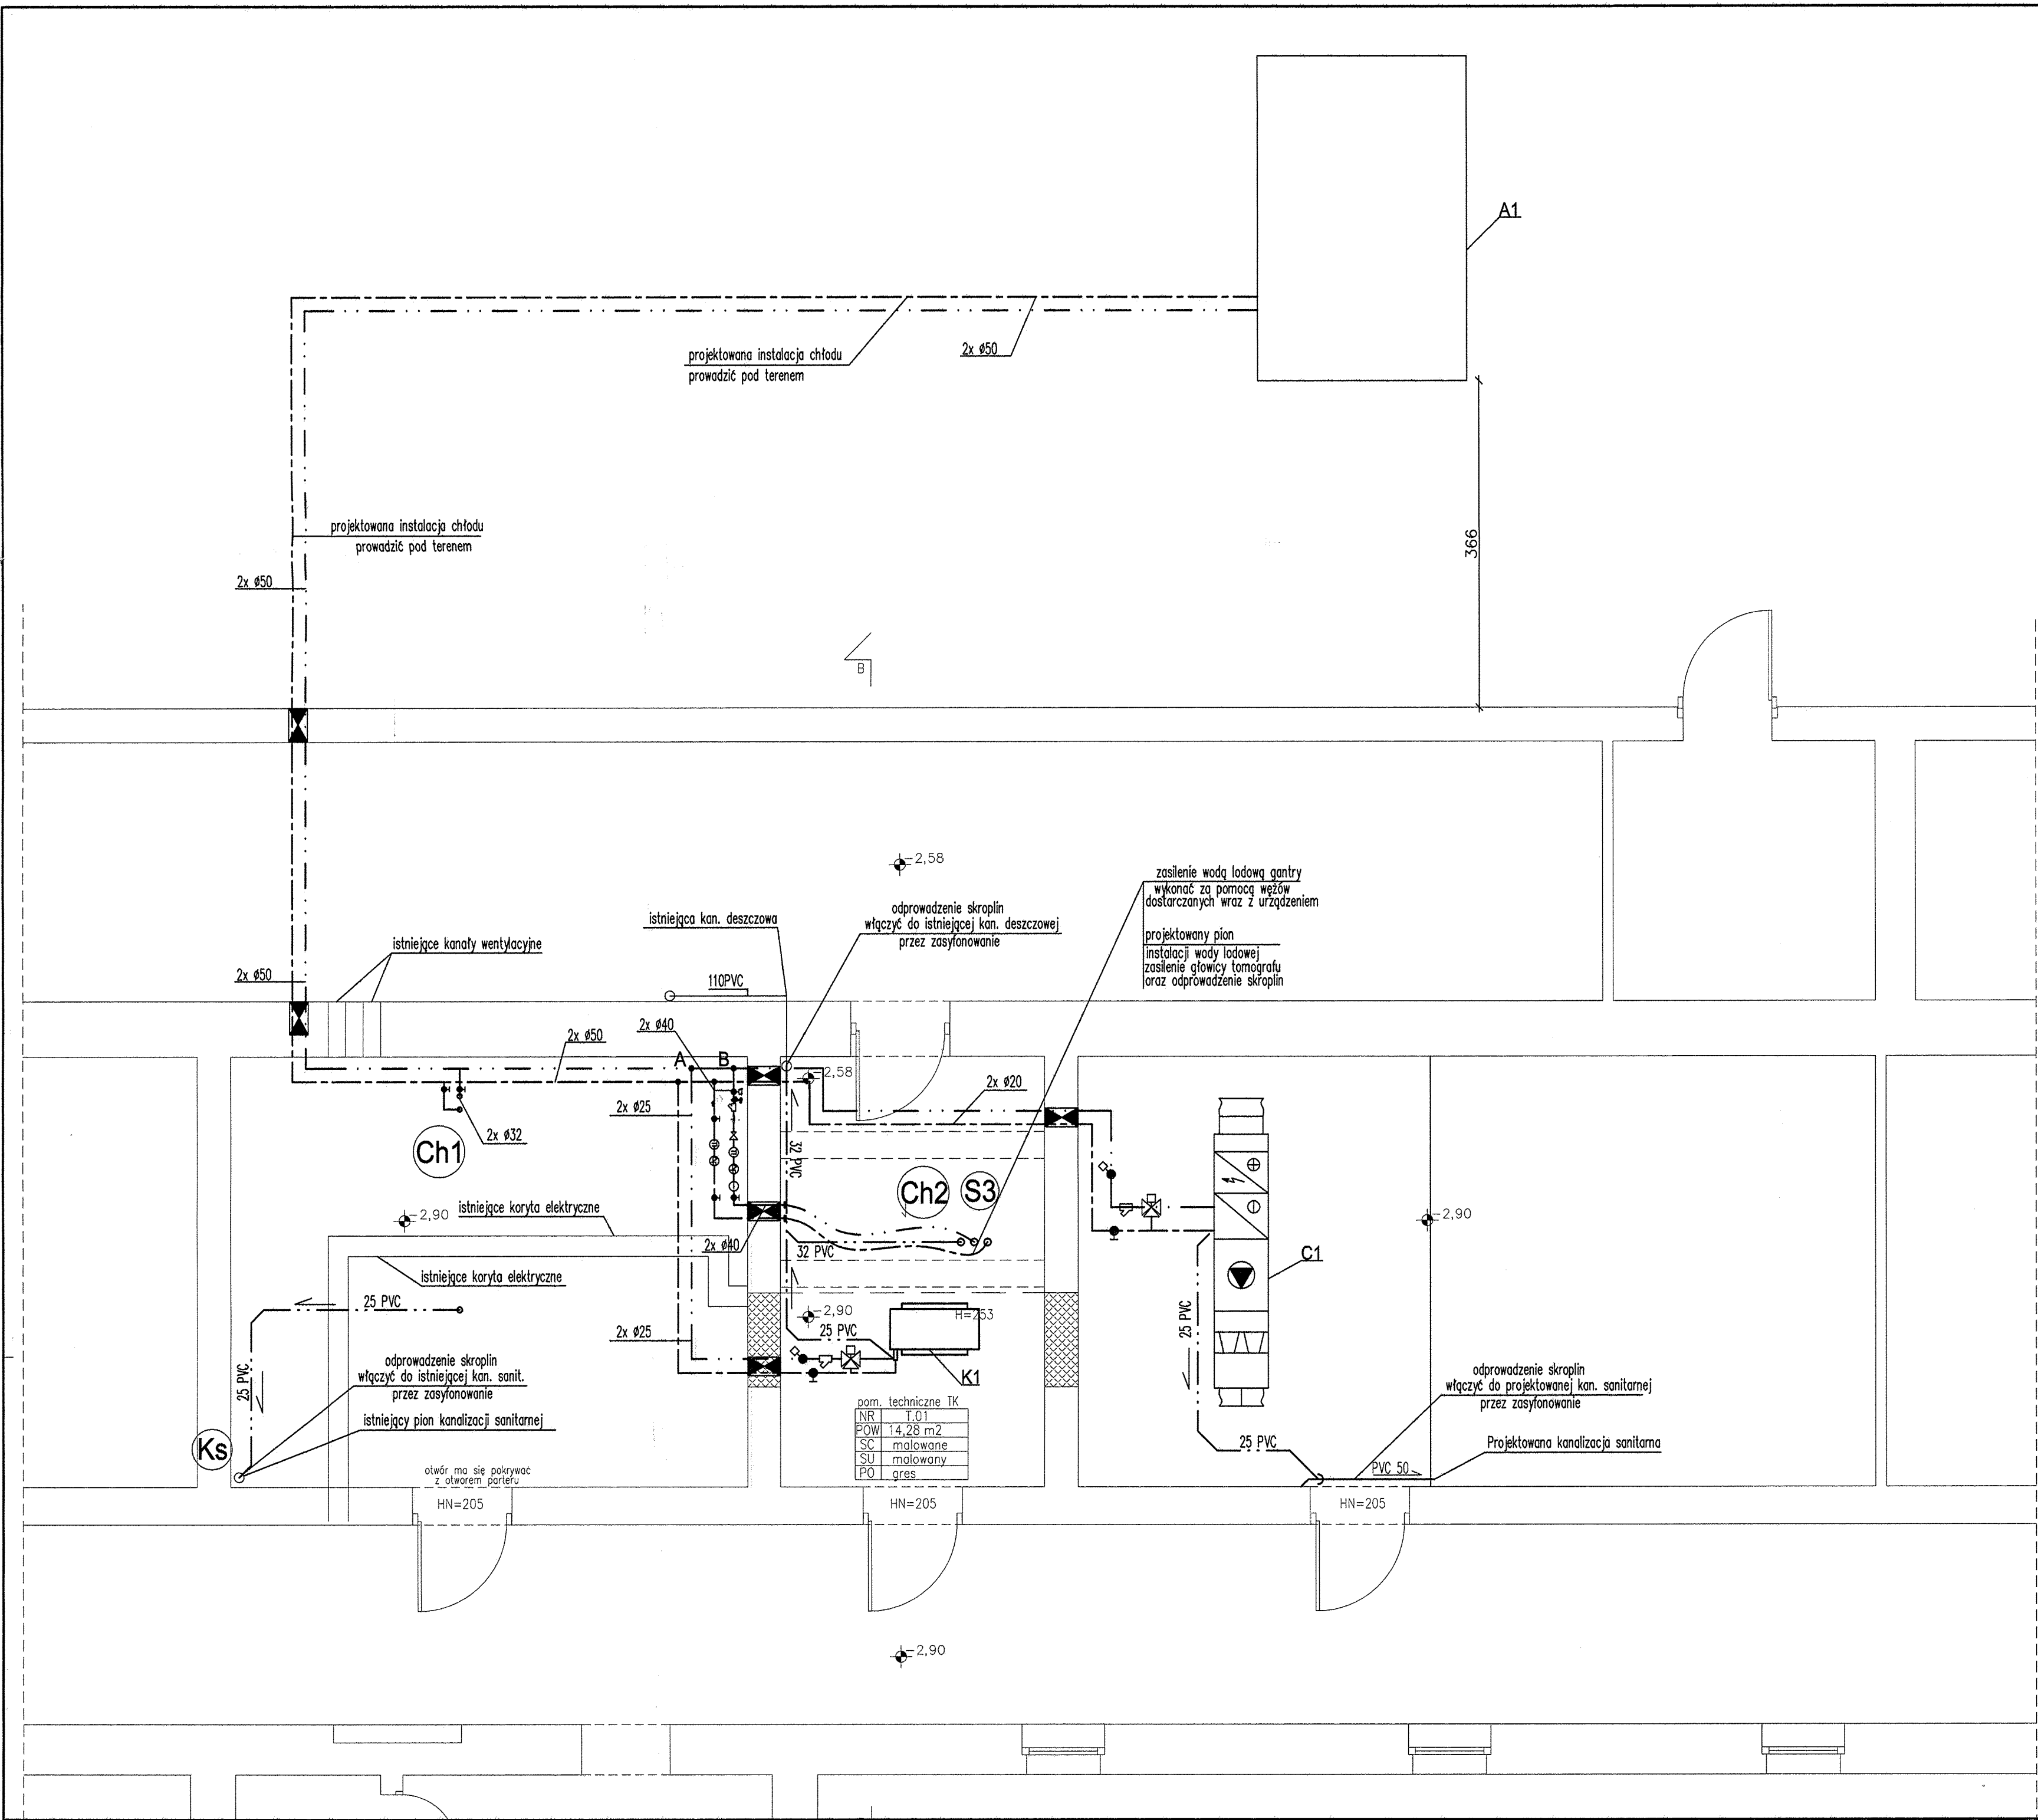 A1
projektowana instalacja chłodu
prowadzić pod terenem
2x ø50
projektowana instalacja chłodu
prowadzić pod terenem
2x ø50
366
B
-2,58
zasilenie wodą lodową gantry
wykonać za pomocą węzów
dostarczanych wraz z urządzeniem
projektowany pion
instalacji wody lodowej
zasilenie głowicy tomografu
oraz odprowadzenie skroplin
odprowadzenie skroplin
włączyć do istniejącej kan. deszczowej
przez zasyfonowanie
istniejąca kan. deszczowa
istniejące kanały wentylacyjne
2x ø50
110PVC
2x ø50
2x ø40
A
B
-2,58
2x ø20
2x ø25
2x ø32
Ch1
32 PVC
Ch2
S3
-2,90
istniejące koryta elektryczne
2x ø40
32 PVC
-2,90
C1
istniejące koryta elektryczne
25 PVC
-2,90
H=253
25 PVC
2x ø25
25 PVC
K1
25 PVC
odprowadzenie skroplin
włączyć do istniejącej kan. sanit.
przez zasyfonowanie
istniejący pion kanalizacji sanitarnej
Ks
pom. techniczne TK
NR T.01
POW 14,28 m2
SC malowane
SU malowany
PO gres
odprowadzenie skroplin
włączyć do projektowanej kan. sanitarnej
przez zasyfonowanie
25 PVC
Projektowana kanalizacja sanitarna
PVC 50
otwór ma się pokrywać
z otworem parteru
HN=205
HN=205
HN=205
-2,90